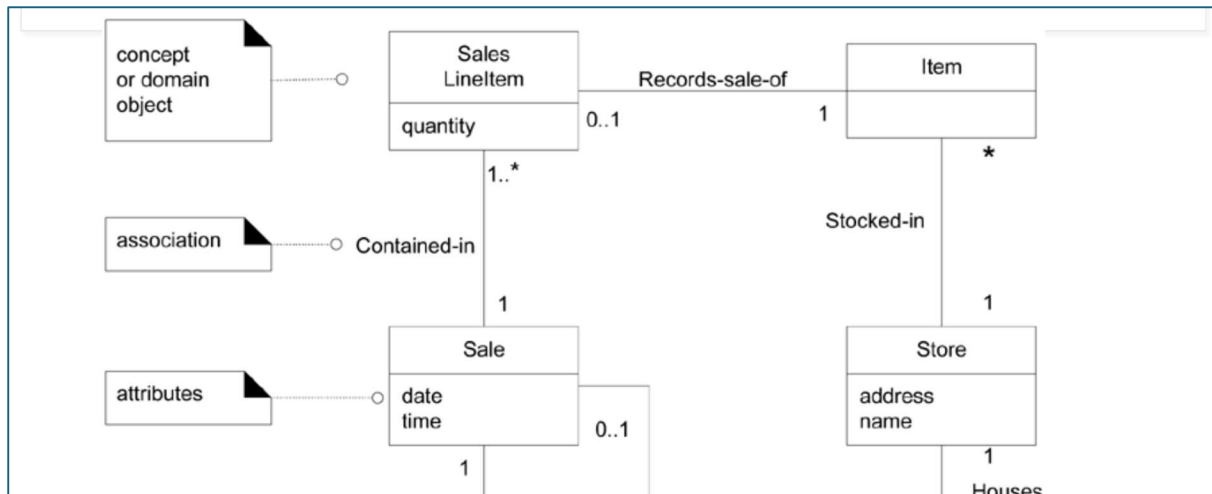 concept
or domain
object
Sales
LineItem
quantity
Records-sale-of
0..1
1
Item
*
1..*
association
Contained-in
Stocked-in
1
1
attributes
Sale
date
time
0..1
1
Store
address
name
1
Houses